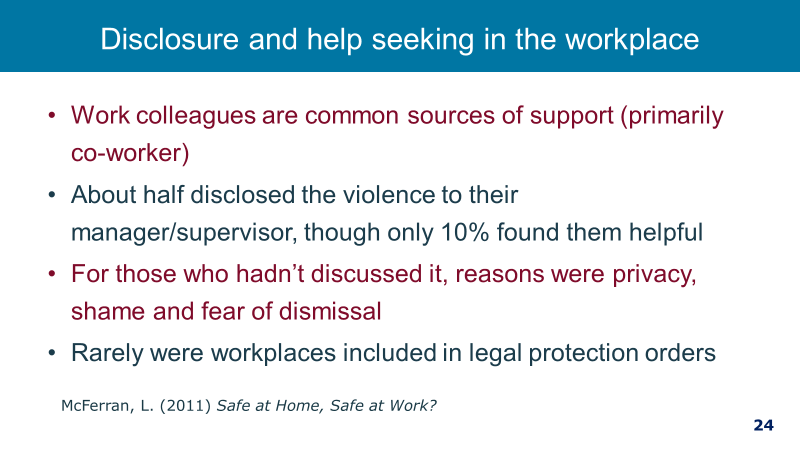 Disclosure and help seeking in the workplace
• Work colleagues are common sources of support (primarily
co-worker)
• About half disclosed the violence to their
manager/supervisor, though only 10% found them helpful
• For those who hadn’t discussed it, reasons were privacy,
shame and fear of dismissal
• Rarely were workplaces included in legal protection orders
McFerran, L. (2011) Safe at Home, Safe at Work?
24